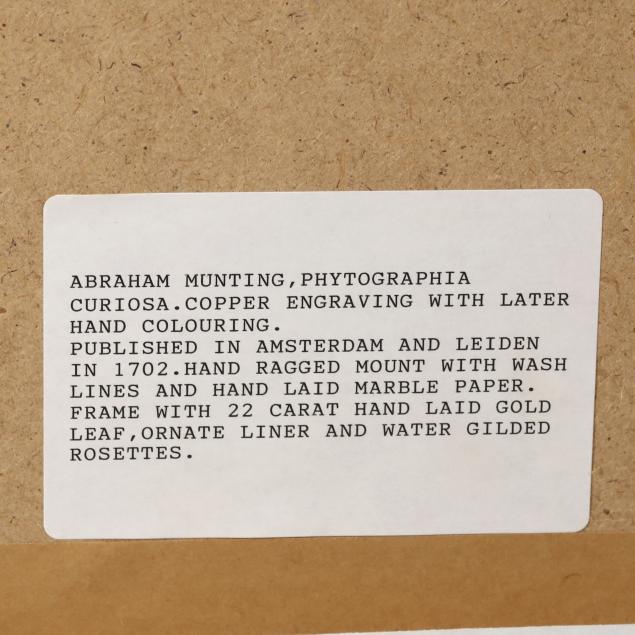 ABRAHAM MUNTING,PHYTOGRAPHIA
CURIOSA.COPPER ENGRAVING WITH LATER
HAND COLOURING.
PUBLISHED IN AMSTERDAM AND LEIDEN
IN 1702.HAND RAGGED MOUNT WITH WASH
LINES AND HAND LAID MARBLE PAPER.
FRAME WITH 22 CARAT HAND LAID GOLD
LEAF,ORNATE LINER AND WATER GILDED
ROSETTES.